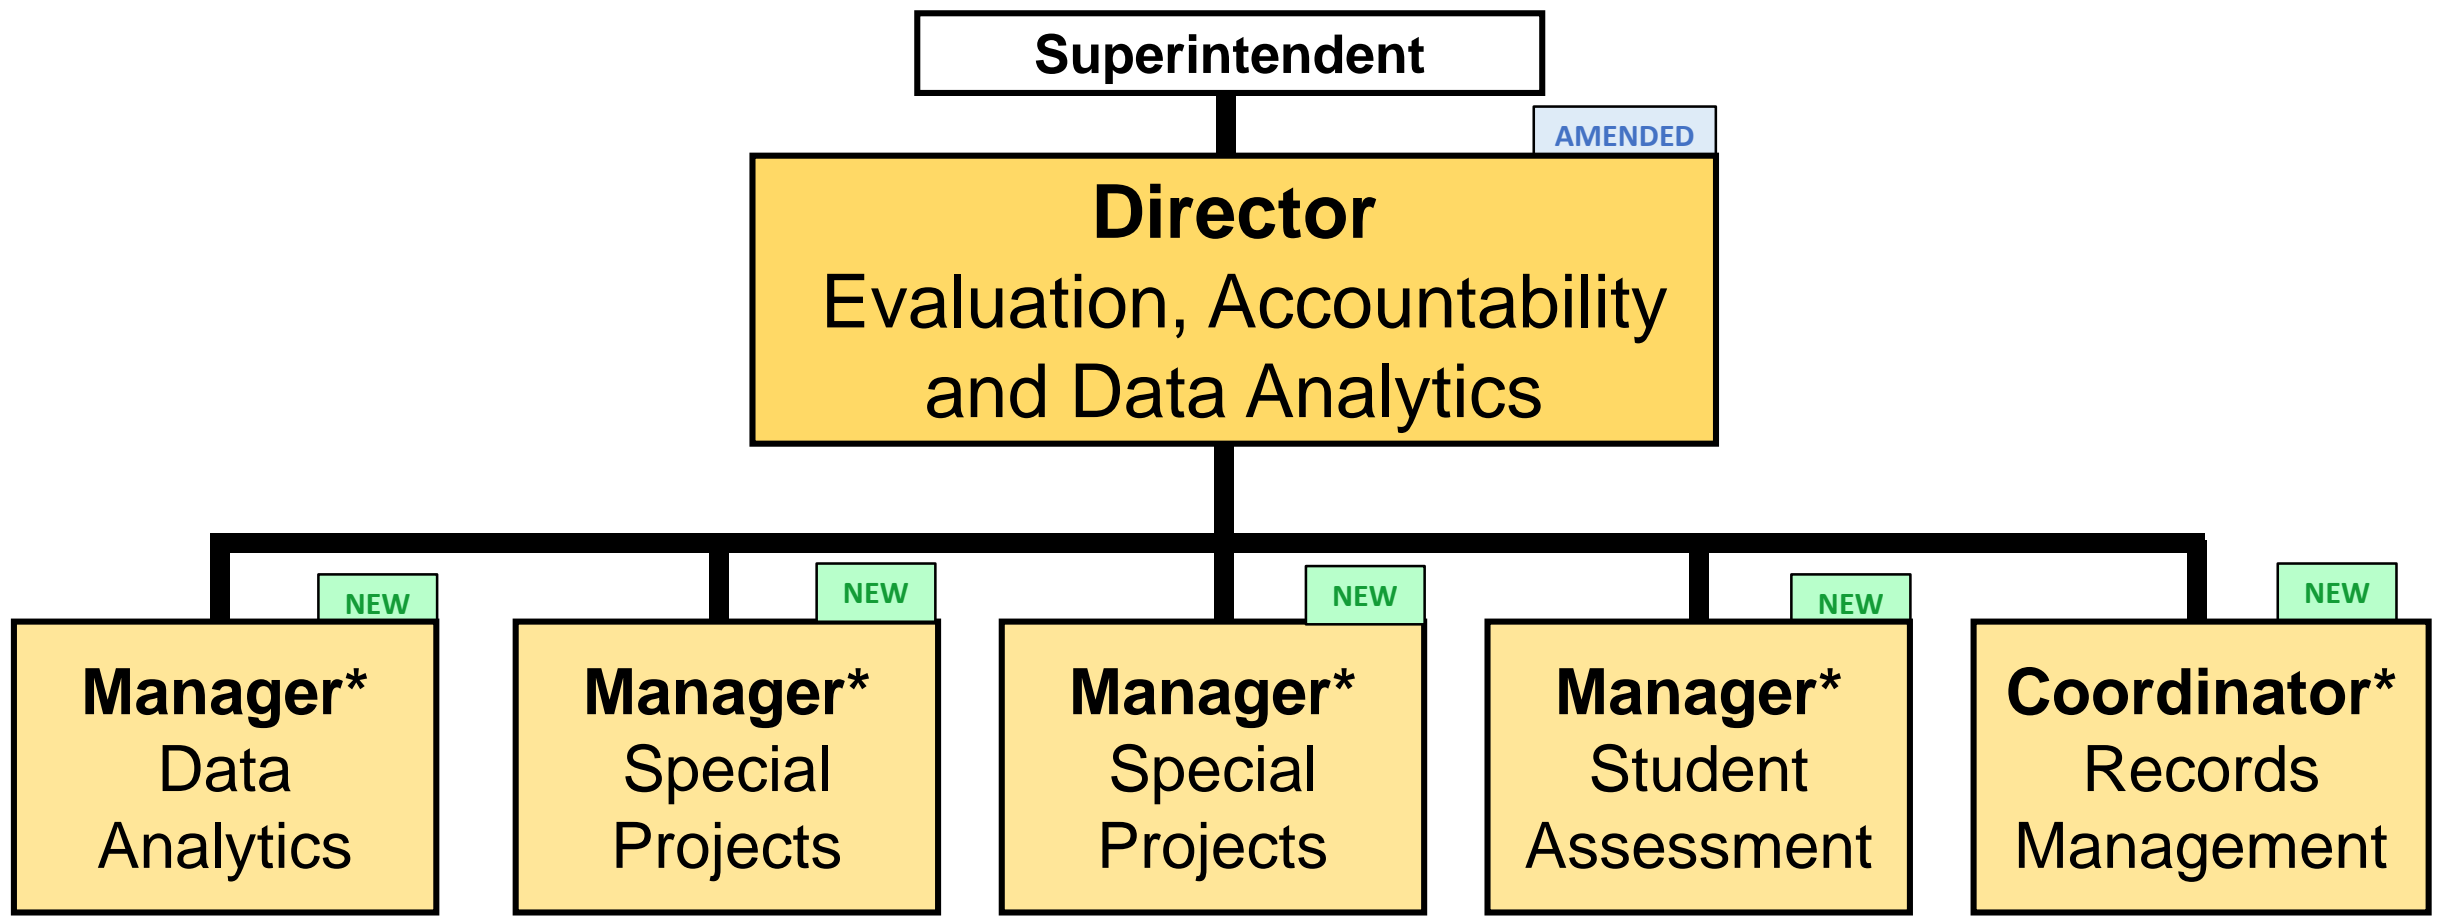 Superintendent
AMENDED
Director
Evaluation, Accountability
and Data Analytics
NEW
Manager*
Data
Analytics
NEW
Manager*
Special
Projects
NEW
Manager*
Special
Projects
NEW
Manager*
Student
Assessment
NEW
Coordinator*
Records
Management